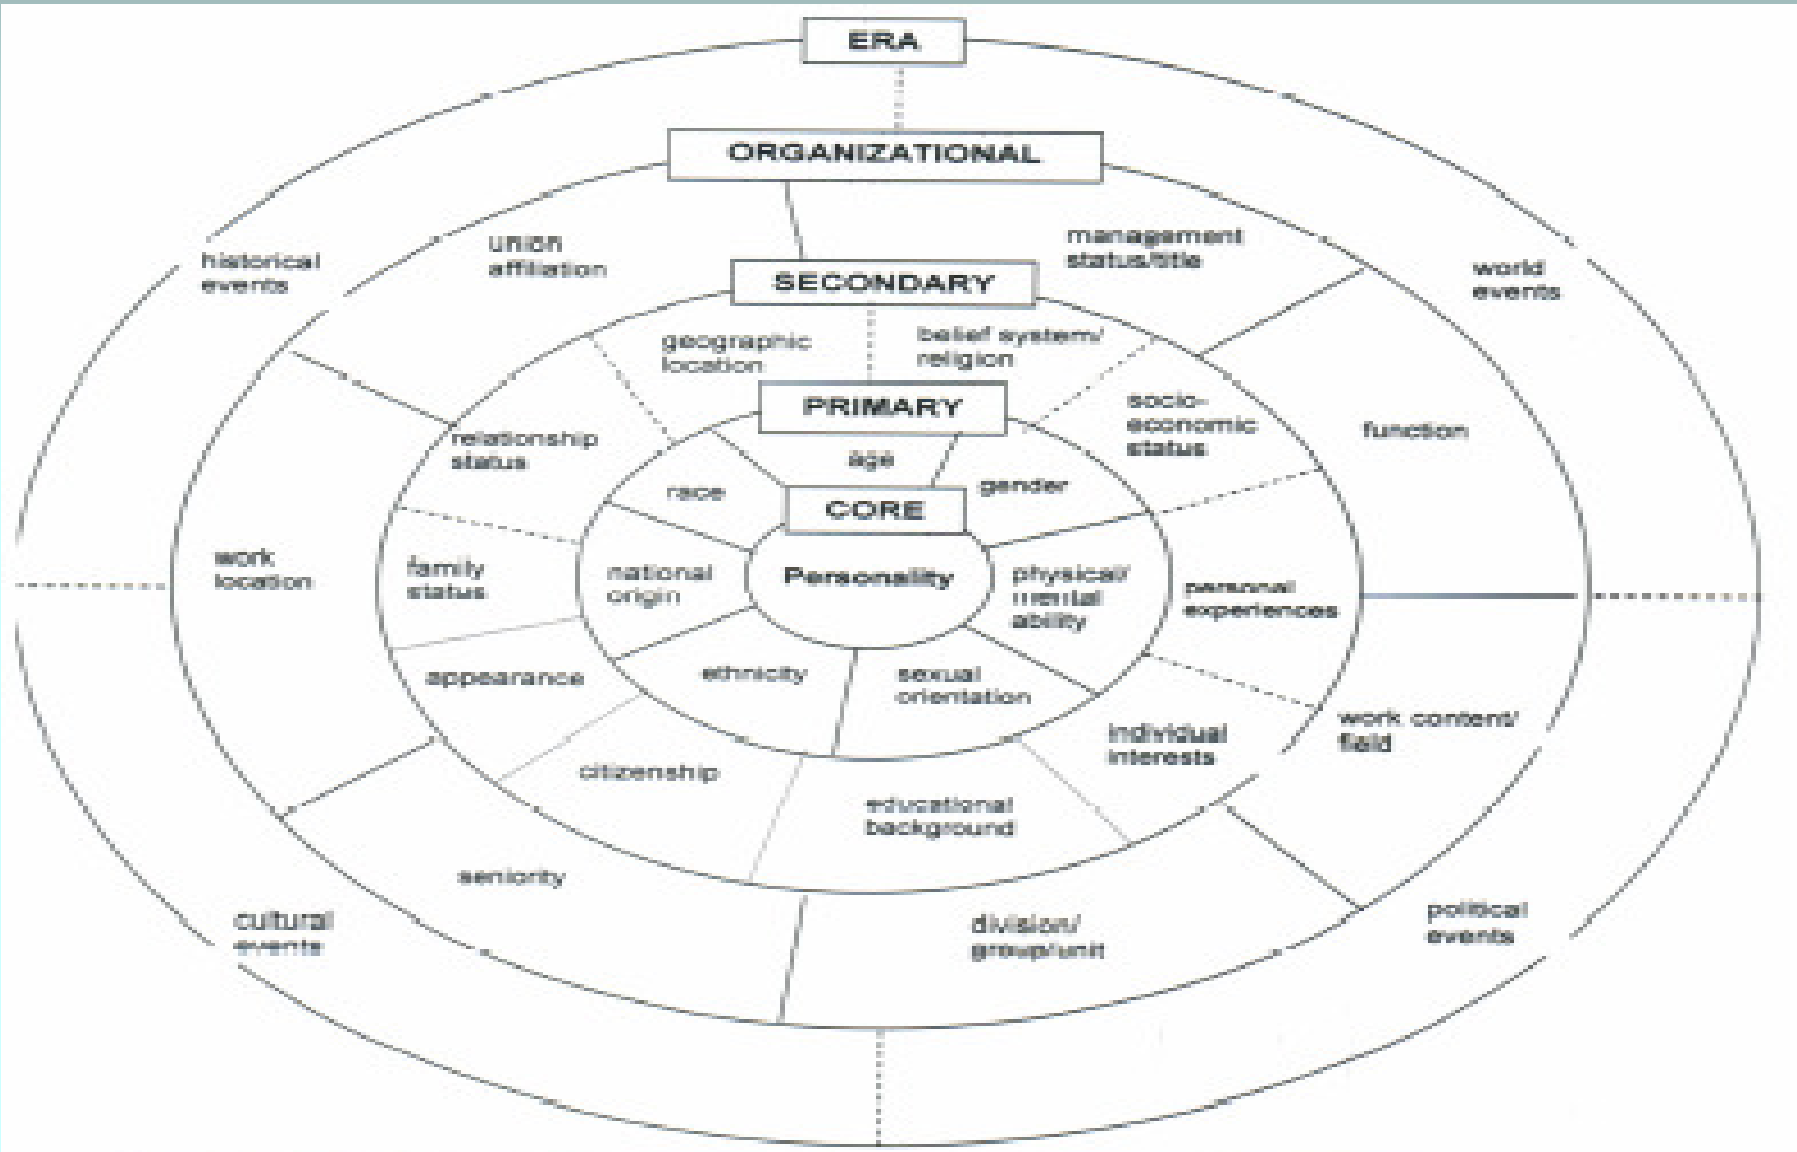 ERA
ORGANIZATIONAL
union
affiliation
management
status/title
historical
events
world
events
SECONDARY
geographic
location
belief system/
religion
PRIMARY
socio-
economic
status
relationship
status
function
age
race
gender
CORE
work
location
family
status
national
origin
Personality
physical/
mental
ability
personal
experiences
appearance
ethnicity
sexual
orientation
individual
interests
work content/
field
citizenship
educational
background
seniority
cultural
events
division/
group/unit
political
events